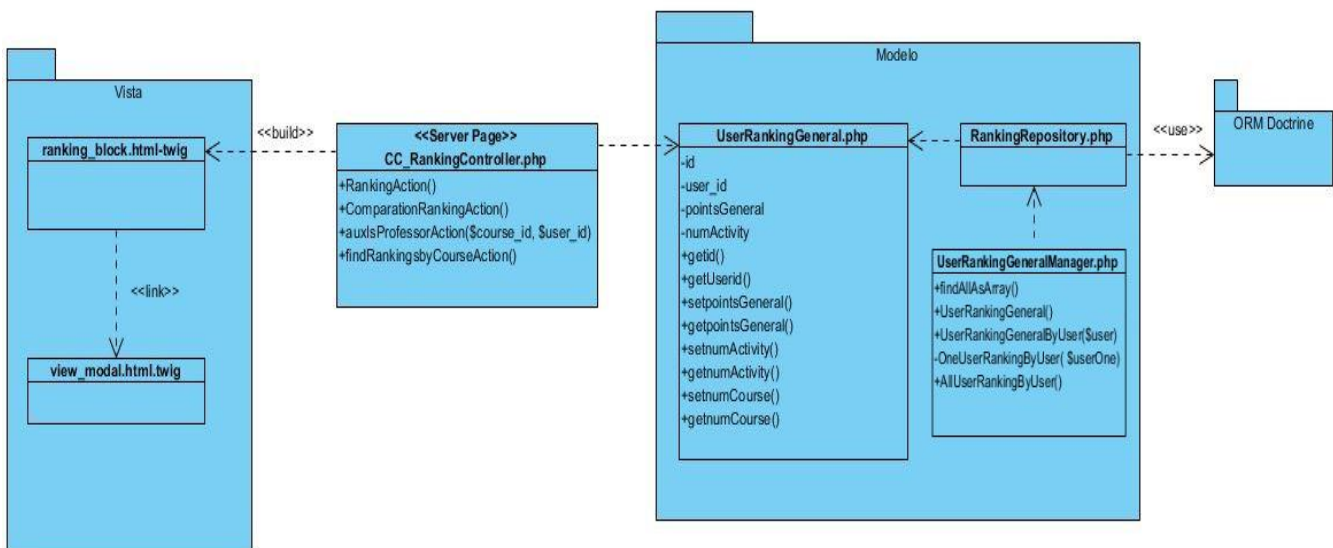 Vista
ranking_block.html-twig
<<link>>
view_modal.html.twig
<<build>>
<<Server Page>>
CC_RankingController.php
+RankingAction()
+ComparationRankingAction()
+auxIsProfessorAction($course_id, $user_id)
+findRankingsbyCourseAction()
Modelo
UserRankingGeneral.php
-id
-user_id
-pointsGeneral
-numActivity
+getid()
+getUserid()
+setpointsGeneral()
+getpointsGeneral()
+setnumActivity()
+getnumActivity()
+setnumCourse()
+getnumCourse()
RankingRepository.php
UserRankingGeneralManager.php
+findAllAsArray()
+UserRankingGeneral()
+UserRankingGeneralByUser($user)
-OneUserRankingByUser( $userOne)
+AllUserRankingByUser()
<<use>>
ORM Doctrine